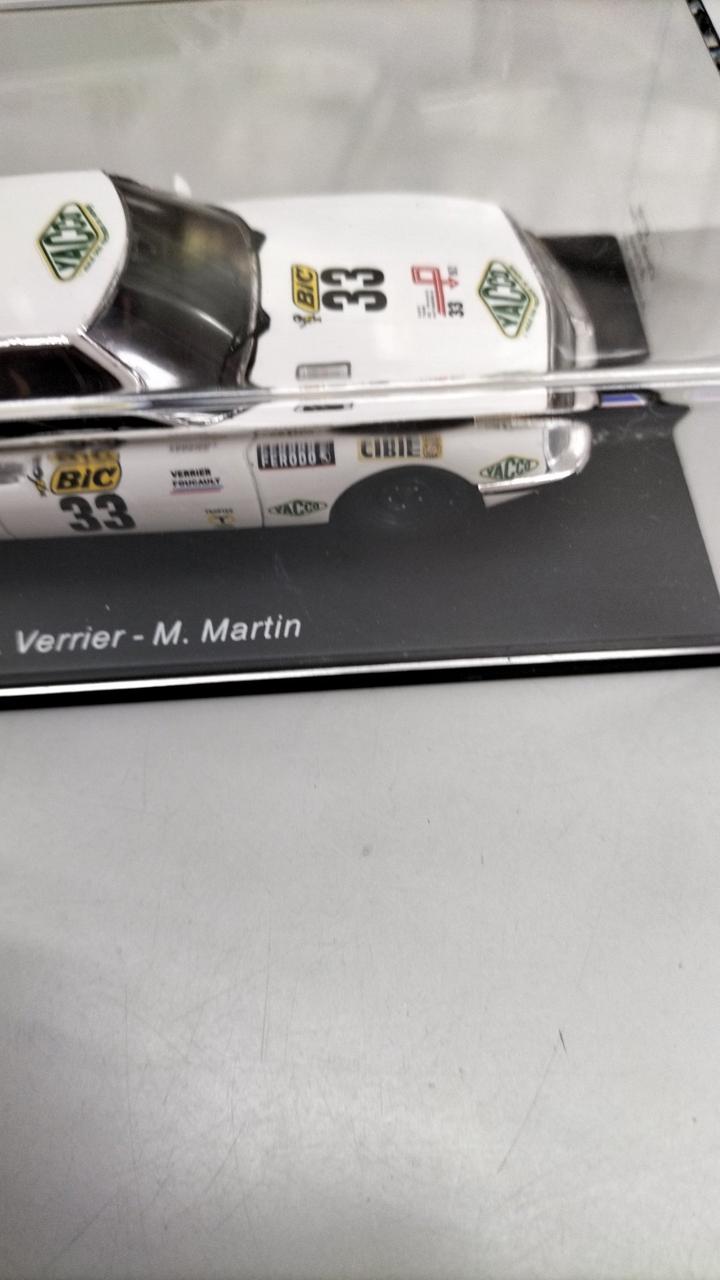 YACCO
BIC
33
33
YACCO
BIC
33
VERRIER
FOUCAULT
FERODO
CIBIE
YACCO
YACCO
. Verrier - M. Martin